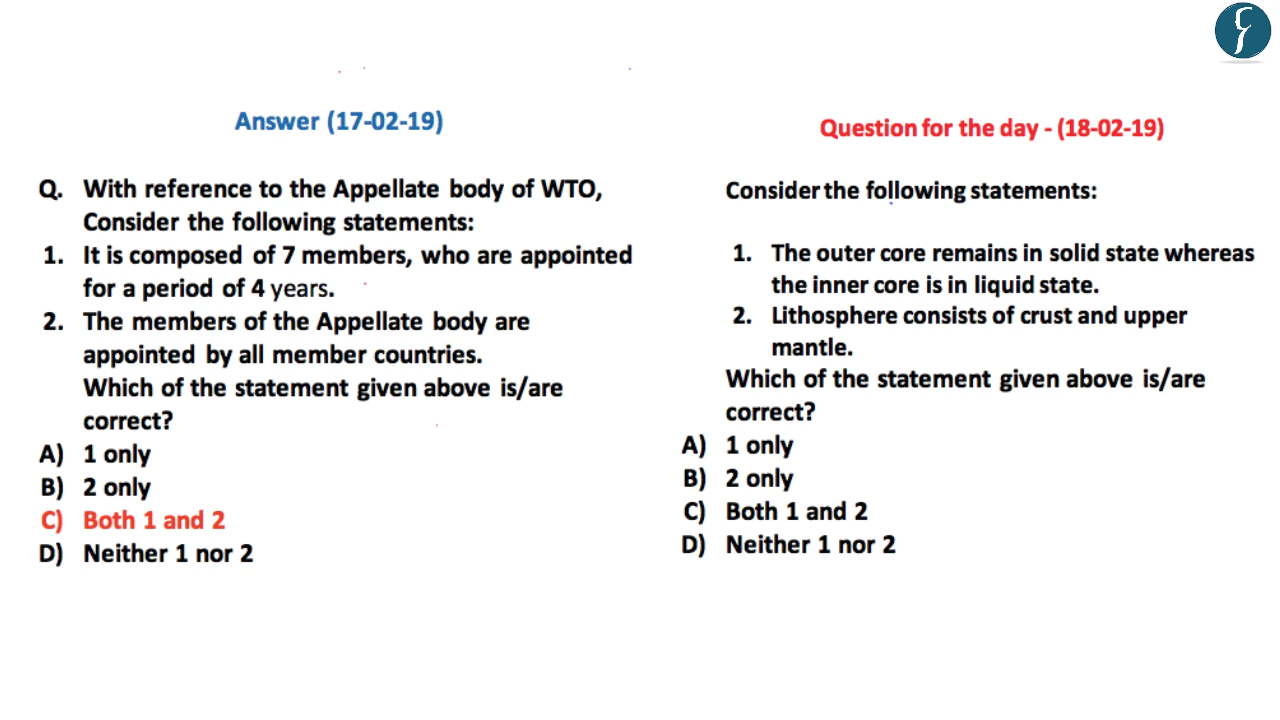 Answer (17-02-19)
Q. With reference to the Appellate body of WTO,
Consider the following statements:
1. It is composed of 7 members, who are appointed
for a period of 4 years.
2. The members of the Appellate body are
appointed by all member countries.
Which of the statement given above is/are
correct?
A) 1 only
B) 2 only
C) Both 1 and 2
D) Neither 1 nor 2
Question for the day - (18-02-19)
Consider the following statements:
1. The outer core remains in solid state whereas
the inner core is in liquid state.
2. Lithosphere consists of crust and upper
mantle.
Which of the statement given above is/are
correct?
A) 1 only
B) 2 only
C) Both 1 and 2
D) Neither 1 nor 2